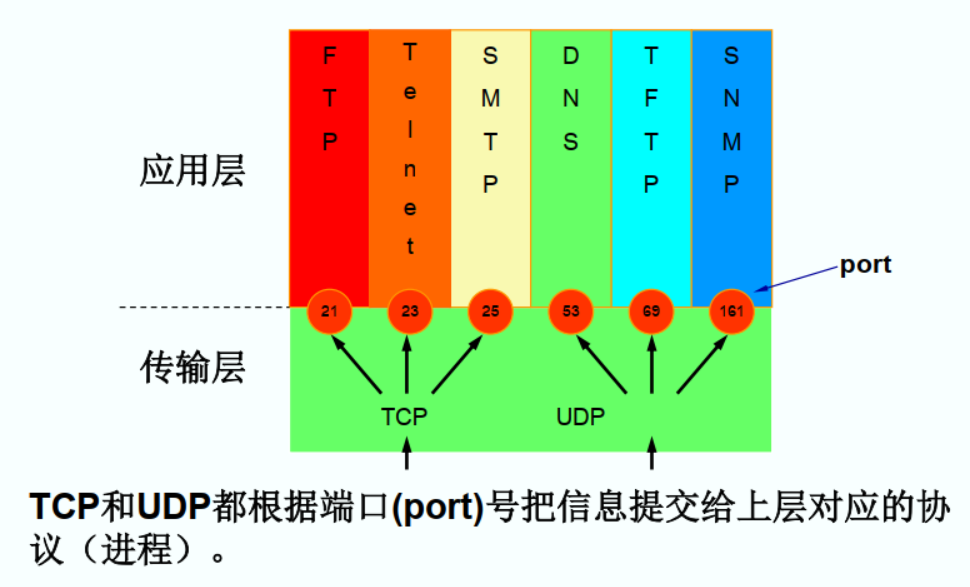 FTP
Telnet
SMTP
DNS
TFTP
SNMP
应用层
port
21
23
25
53
69
161
传输层
TCP
UDP
TCP和UDP都根据端口(port)号把信息提交给上层对应的协
议（进程）。